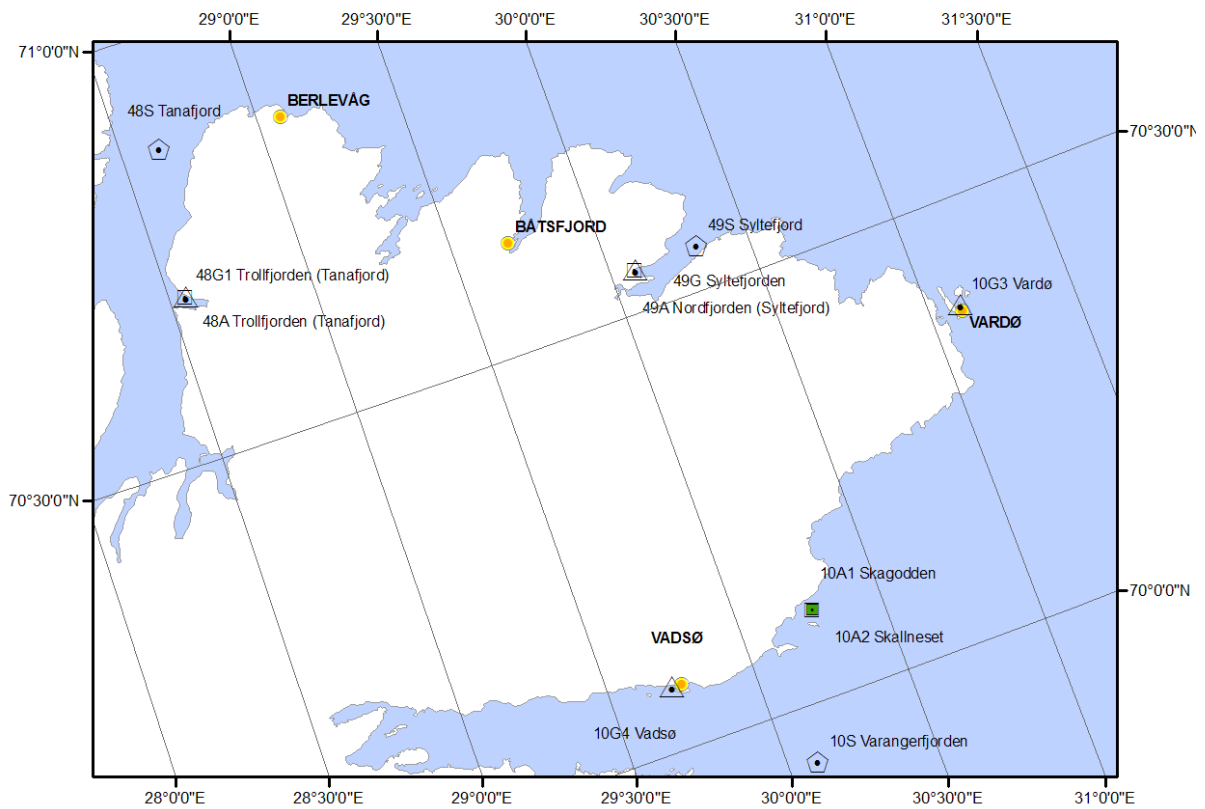 29°0'0"E
29°30'0"E
30°0'0"E
30°30'0"E
31°0'0"E
31°30'0"E
71°0'0"N
BERLEVÅG
48S Tanafjord
70°30'0"N
BÅTSFJORD
49S Syltefjord
48G1 Trollfjorden (Tanafjord)
49G Syltefjorden
10G3 Vardø
49A Nordfjorden (Syltefjord)
48A Trollfjorden (Tanafjord)
VARDØ
70°30'0"N
10A1 Skagodden
70°0'0"N
10A2 Skallneset
VADSØ
10G4 Vadsø
10S Varangerfjorden
28°0'0"E
28°30'0"E
29°0'0"E
29°30'0"E
30°0'0"E
30°30'0"E
31°0'0"E